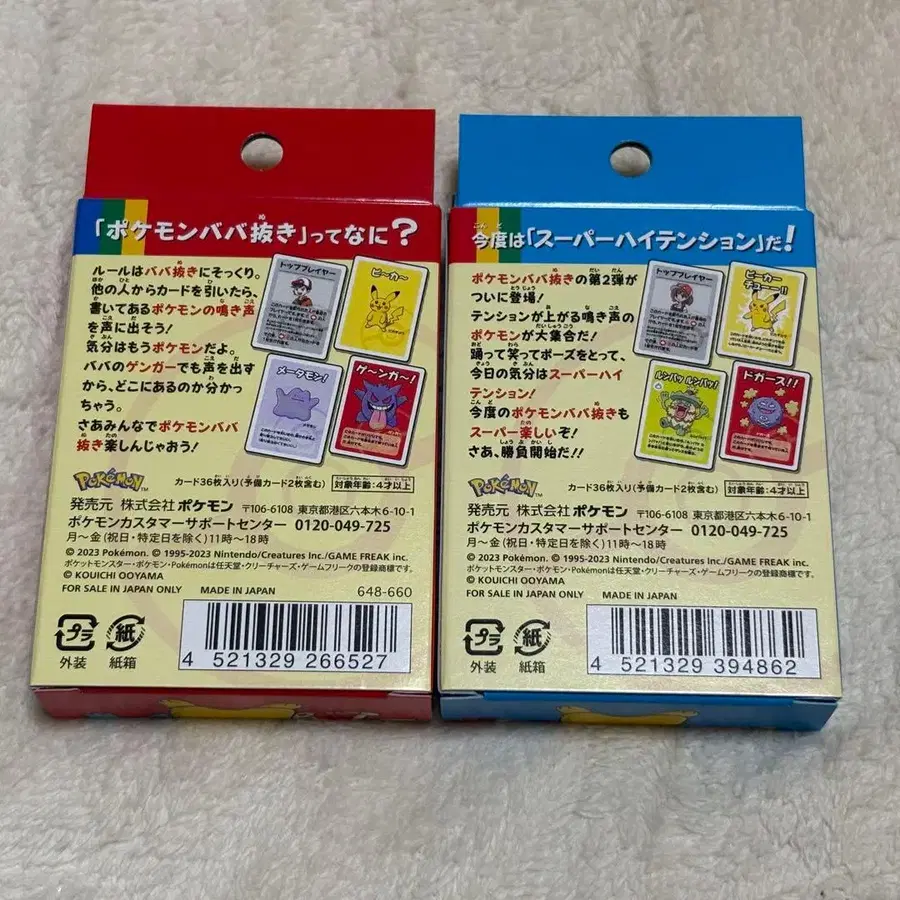 「ポケモンババ抜き」ってなに？
ルールはババ抜きにそっくり。
他の人からカードを引いたら、
書いてあるポケモンの鳴き声
を声に出そう！
気分はもうポケモンだよ。
ババのゲンガーでも声を出す
から、どこにあるのか分かっ
ちゃう。
さあみんなでポケモンババ
抜き楽しんじゃおう！
トッププレイヤー
ピ〜カ〜
メ〜タモン！
ゲ〜ンガ〜！
POKéMON™
カード36枚入り(予備カード2枚含む)
対象年齢:4才以上
発売元 株式会社 ポケモン 〒106-6108 東京都港区六本木6-10-1
ポケモンカスタマーサポートセンター 0120-049-725
月〜金(祝日・特定日を除く)11時〜18時
© 2023 Pokémon. © 1995-2023 Nintendo/Creatures Inc./GAME FREAK inc.
ポケットモンスター・ポケモン・Pokémonは任天堂・クリーチャーズ・ゲームフリークの登録商標です。
© KOUICHI OOYAMA
FOR SALE IN JAPAN ONLY MADE IN JAPAN 648-660
プラ
外装
紙
紙箱
4 521329 266527
今度は「スーパーハイテンション」だ！
ポケモンババ抜きの第2弾が
ついに登場！
テンションが上がる鳴き声の
ポケモンが大集合だ！
踊って笑ってポーズをとって、
今日の気分はスーパーハイ
テンション！
今度のポケモンババ抜きも
スーパー楽しいぞ！
さあ、勝負開始だ！！
トッププレイヤー
ピーカー
チューー!!
ルンパッ ルンパッ！
ドガース！！
POKéMON™
カード36枚入り(予備カード2枚含む)
対象年齢:4才以上
発売元 株式会社 ポケモン 〒106-6108 東京都港区六本木6-10-1
ポケモンカスタマーサポートセンター 0120-049-725
月〜金(祝日・特定日を除く)11時〜18時
© 2023 Pokémon. © 1995-2023 Nintendo/Creatures Inc./GAME FREAK inc.
ポケットモンスター・ポケモン・Pokémonは任天堂・クリーチャーズ・ゲームフリークの登録商標です。
© KOUICHI OOYAMA
FOR SALE IN JAPAN ONLY MADE IN JAPAN
プラ
外装
紙
紙箱
4 521329 394862